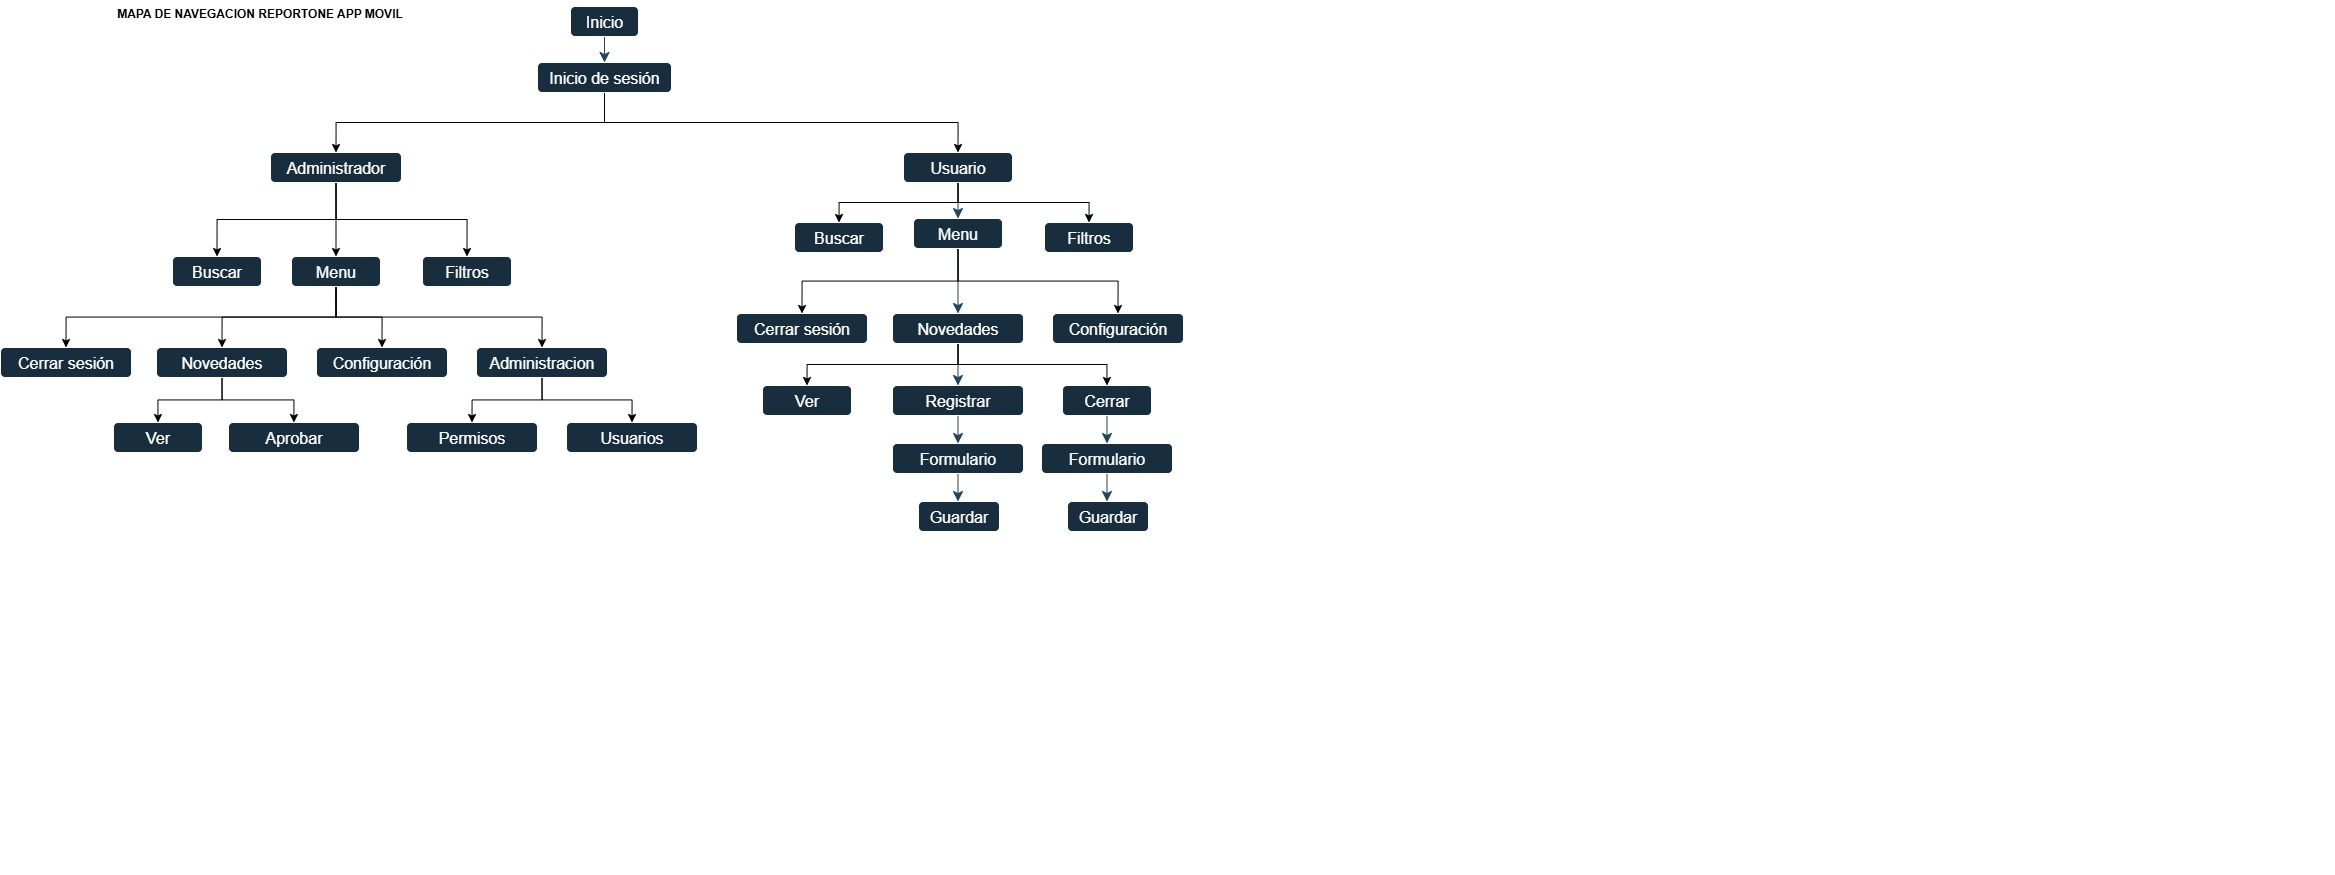 MAPA DE NAVEGACION REPORTONE APP MOVIL
Inicio
Inicio de sesión
Administrador
Usuario
Buscar
Menu
Filtros
Buscar
Menu
Filtros
Cerrar sesión
Novedades
Configuración
Cerrar sesión
Novedades
Configuración
Administracion
Ver
Registrar
Cerrar
Ver
Aprobar
Permisos
Usuarios
Formulario
Formulario
Guardar
Guardar